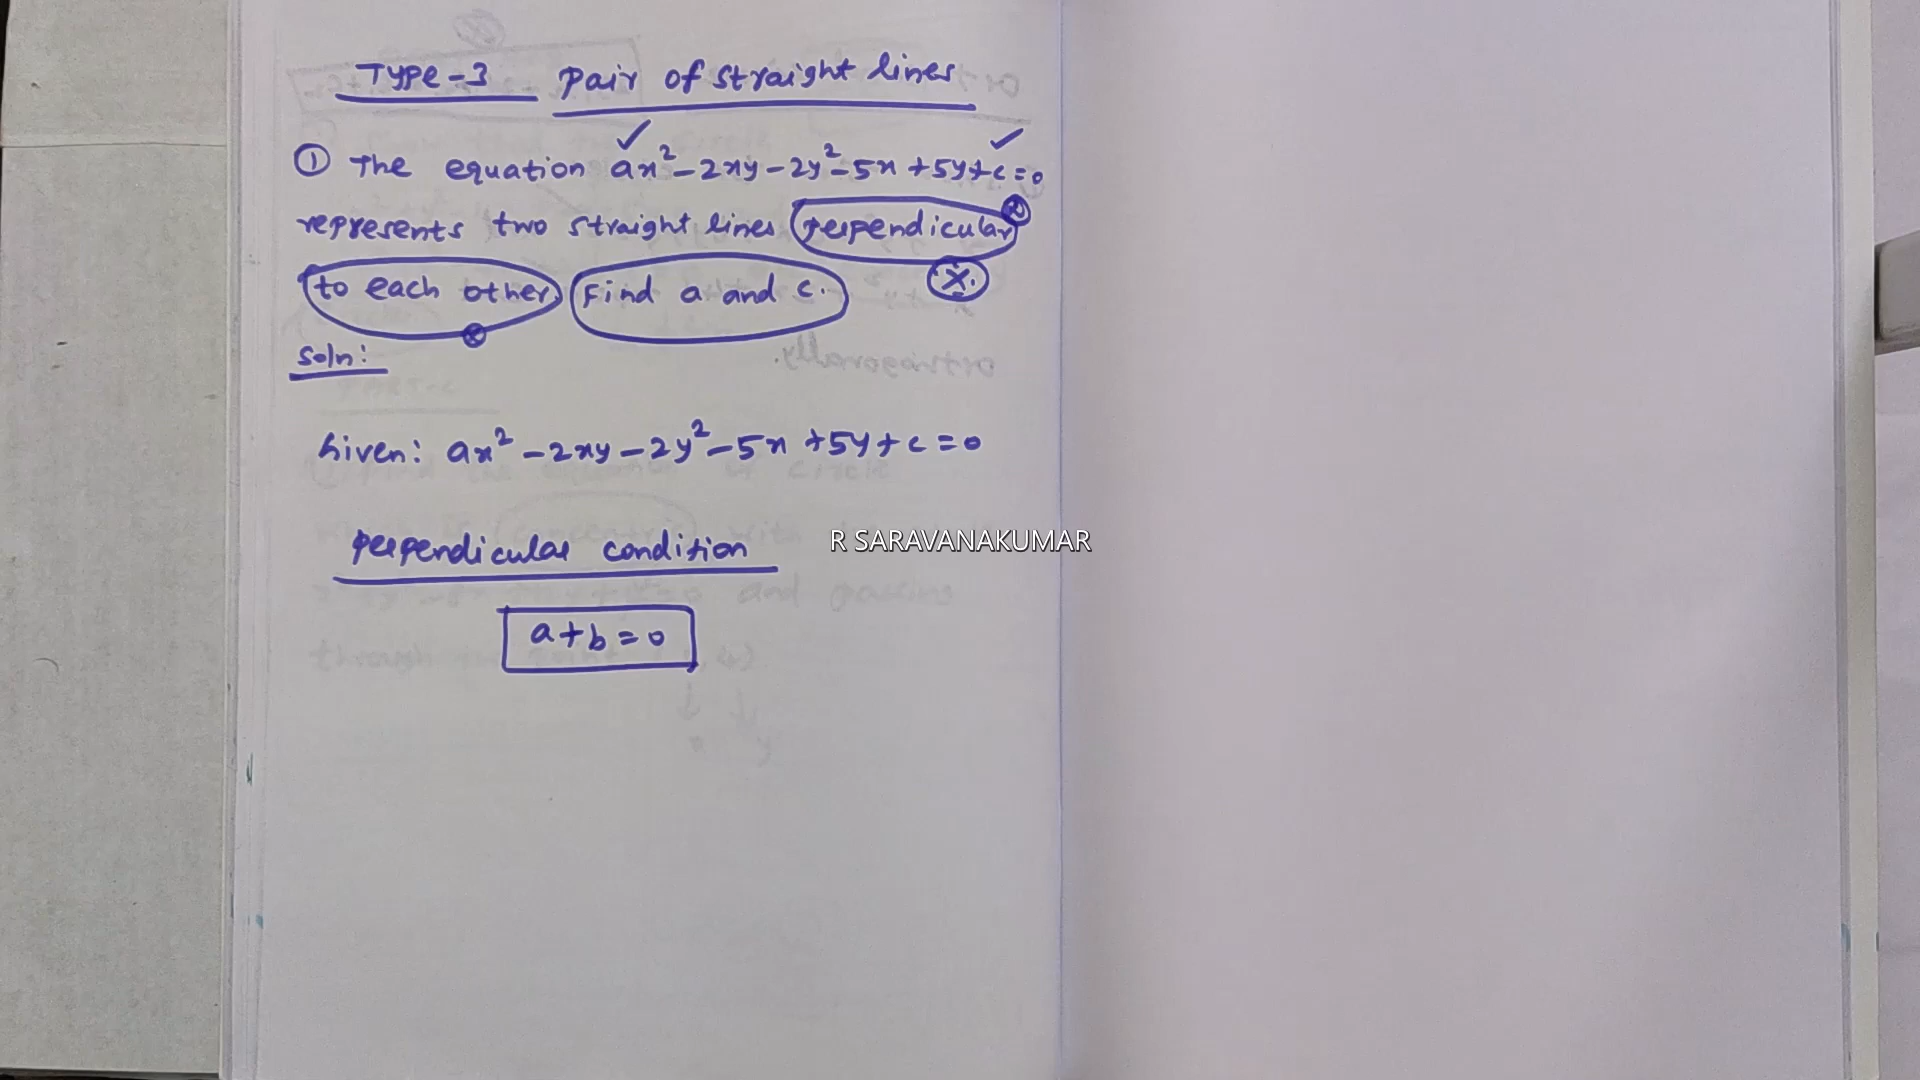 Type-3 Pair of straight lines
① The equation ax²-2xy-2y²-5x+5y+c=0
represents two straight lines perpendicular
to each other. Find a and c.
Soln:
Given: ax²-2xy-2y²-5x+5y+c=0
perpendicular condition
R SARAVANAKUMAR
a+b=0